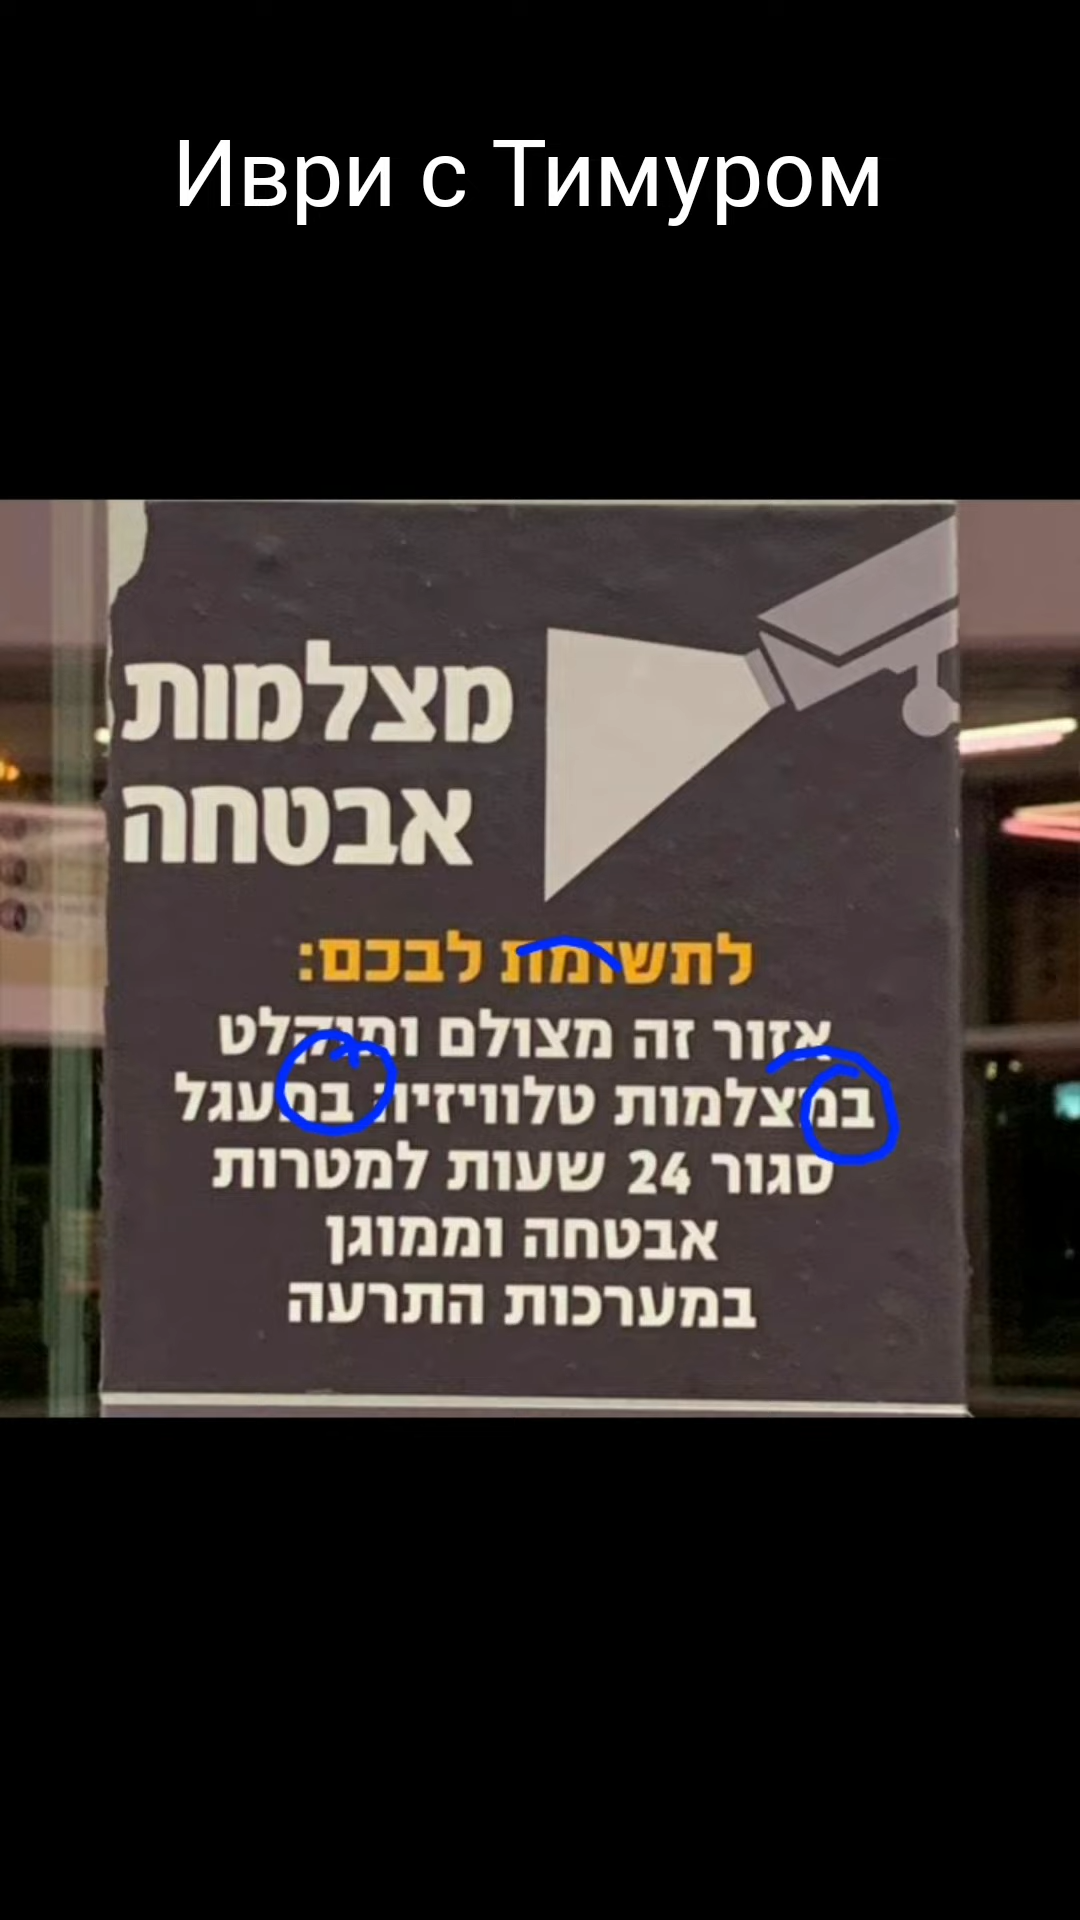 Иври с Тимуром
מצלמות
אבטחה
לתשומת לבכם:
אזור זה מצולם ומוקלט
במצלמות טלוויזיה במעגל
סגור 24 שעות למטרות
אבטחה וממוגן
במערכות התרעה